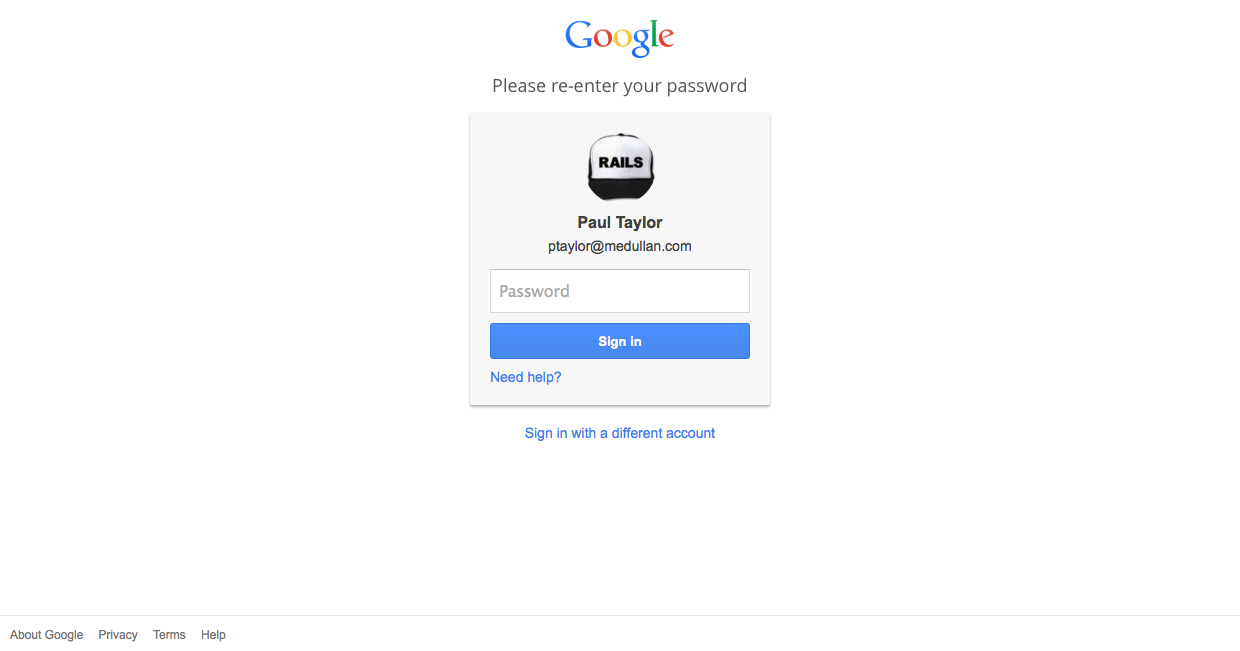 Google
Please re-enter your password
RAILS
Paul Taylor
ptaylor@medullan.com
Password
Sign in
Need help?
Sign in with a different account
About Google Privacy Terms Help